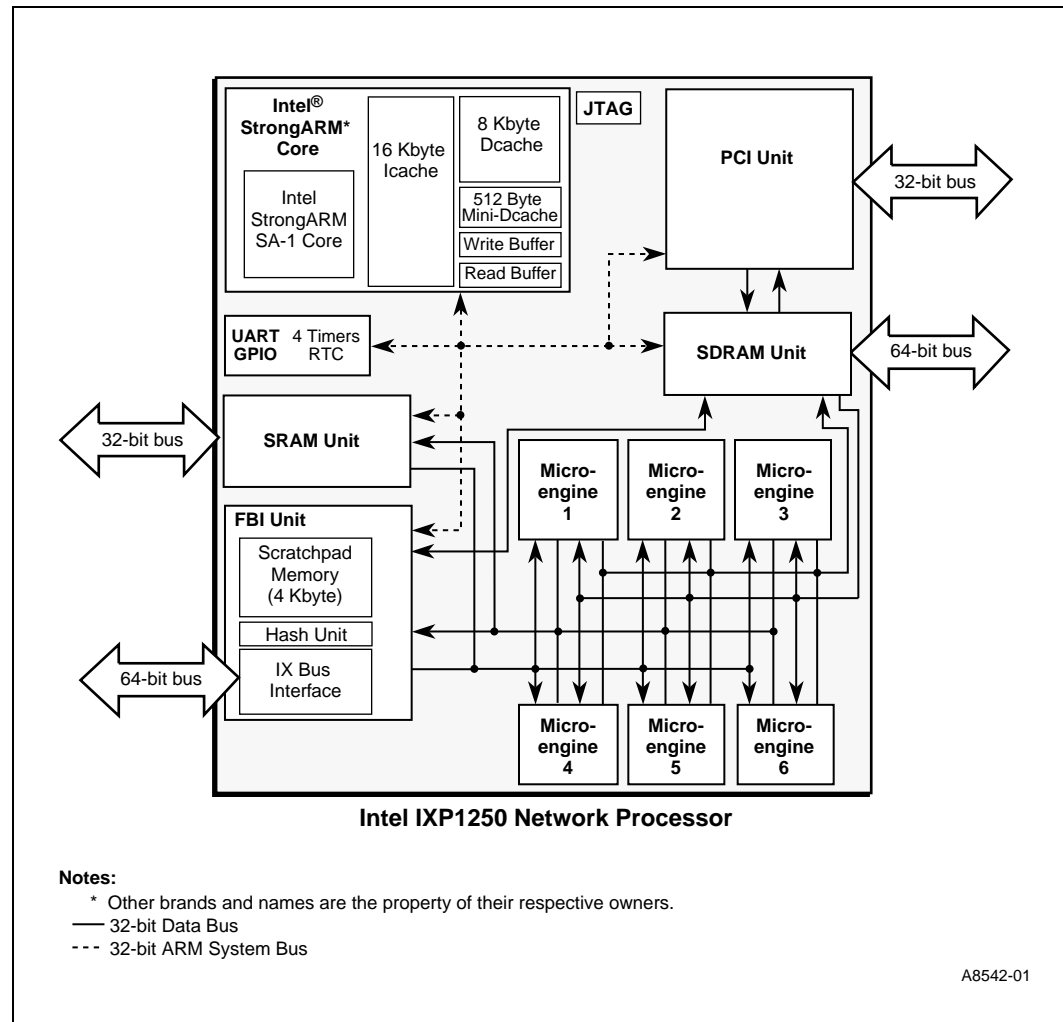 Intel®
StrongARM*
Core
Intel
StrongARM
SA-1 Core
16 Kbyte
Icache
8 Kbyte
Dcache
512 Byte
Mini-Dcache
Write Buffer
Read Buffer
JTAG
PCI Unit
32-bit bus
UART
GPIO
4 Timers
RTC
SDRAM Unit
64-bit bus
32-bit bus
SRAM Unit
Micro-
engine
1
Micro-
engine
2
Micro-
engine
3
FBI Unit
Scratchpad
Memory
(4 Kbyte)
Hash Unit
IX Bus
Interface
64-bit bus
Micro-
engine
4
Micro-
engine
5
Micro-
engine
6
Intel IXP1250 Network Processor
Notes:
* Other brands and names are the property of their respective owners.
32-bit Data Bus
32-bit ARM System Bus
A8542-01